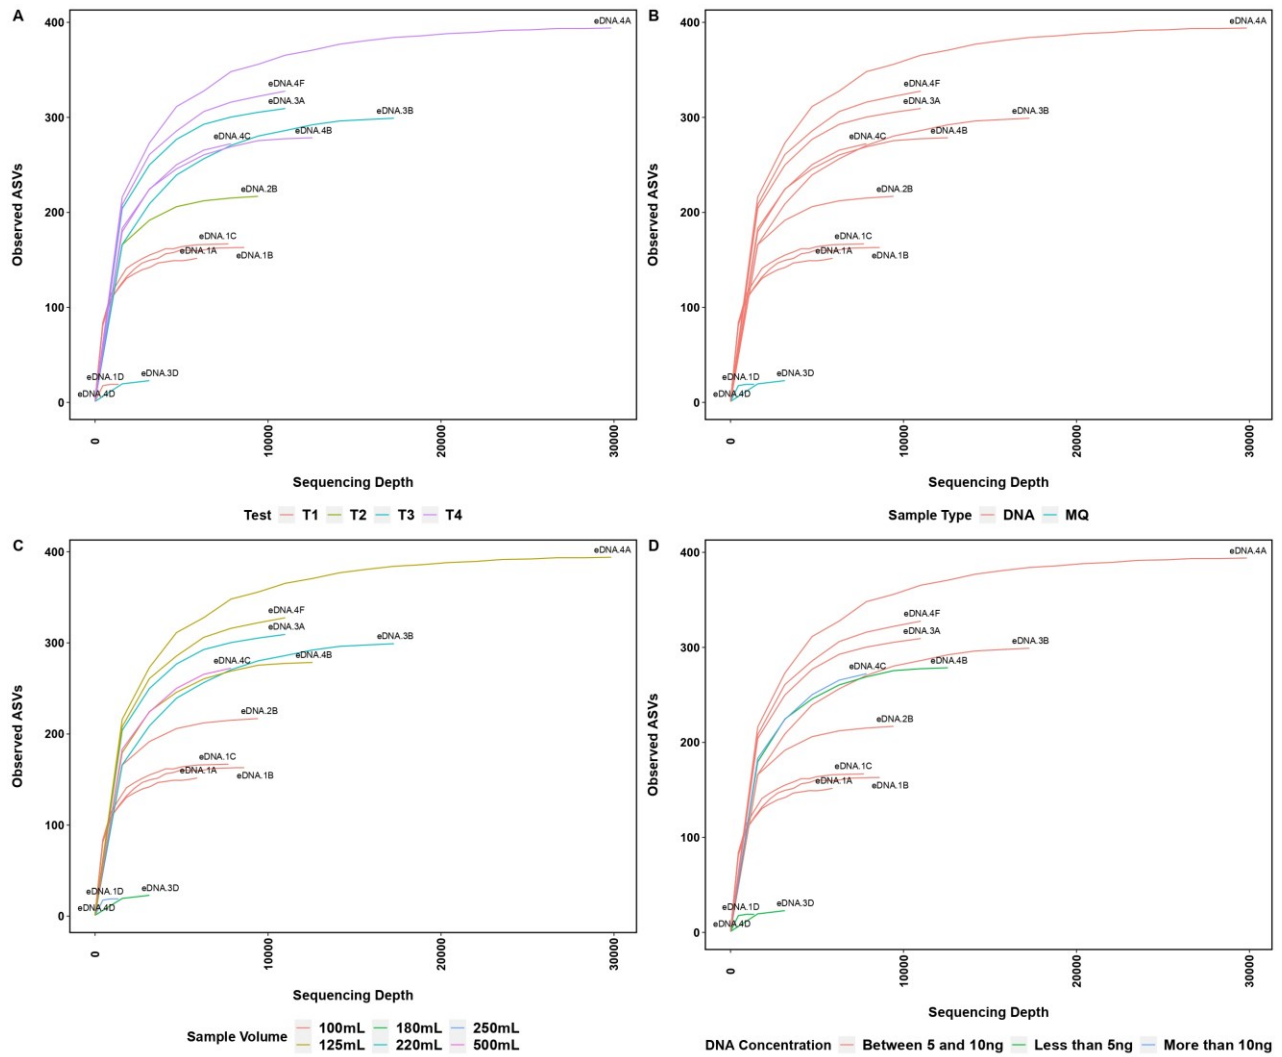 A
Observed ASVs
400
300
200
100
0
eDNA.4A
eDNA.4F
eDNA.3A
eDNA.3B
eDNA.4C
eDNA.4B
eDNA.2B
eDNA.1C
eDNA.1A
eDNA.1B
eDNA.1D
eDNA.3D
eDNA.4D
0 10000 20000 30000
Sequencing Depth
Test T1 T2 T3 T4
B
Observed ASVs
400
300
200
100
0
eDNA.4A
eDNA.4F
eDNA.3A
eDNA.3B
eDNA.4C
eDNA.4B
eDNA.2B
eDNA.1C
eDNA.1A
eDNA.1B
eDNA.1D
eDNA.3D
eDNA.4D
0 10000 20000 30000
Sequencing Depth
Sample Type DNA MQ
C
Observed ASVs
400
300
200
100
0
eDNA.4A
eDNA.4F
eDNA.3A
eDNA.3B
eDNA.4C
eDNA.4B
eDNA.2B
eDNA.1C
eDNA.1A
eDNA.1B
eDNA.1D
eDNA.3D
eDNA.4D
0 10000 20000 30000
Sequencing Depth
Sample Volume
100mL 180mL 250mL
125mL 220mL 500mL
D
Observed ASVs
400
300
200
100
0
eDNA.4A
eDNA.4F
eDNA.3A
eDNA.3B
eDNA.4C
eDNA.4B
eDNA.2B
eDNA.1C
eDNA.1A
eDNA.1B
eDNA.1D
eDNA.3D
eDNA.4D
0 10000 20000 30000
Sequencing Depth
DNA Concentration Between 5 and 10ng Less than 5ng More than 10ng